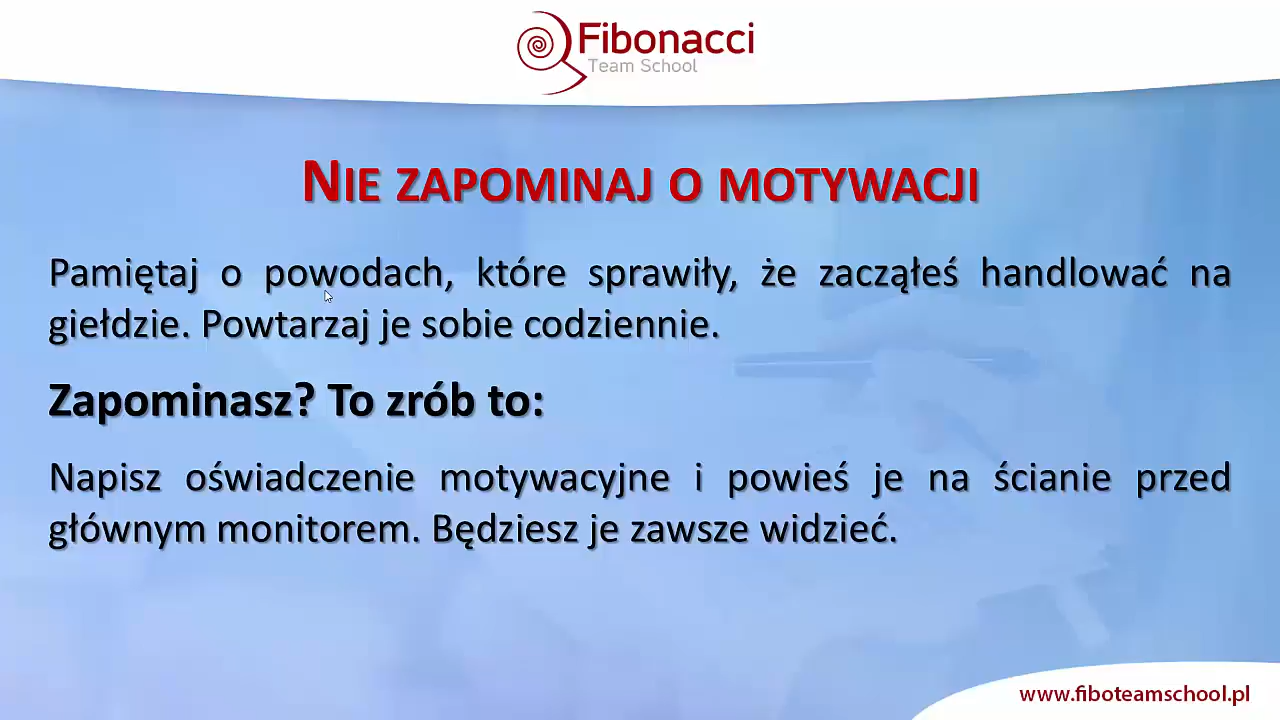 Fibonacci
Team School
NIE ZAPOMINAJ O MOTYWACJI
Pamiętaj o powodach, które sprawiły, że zacząłeś handlować na
giełdzie. Powtarzaj je sobie codziennie.
Zapominasz? To zrób to:
Napisz oświadczenie motywacyjne i powieś je na ścianie przed
głównym monitorem. Będziesz je zawsze widzieć.
www.fiboteamschool.pl